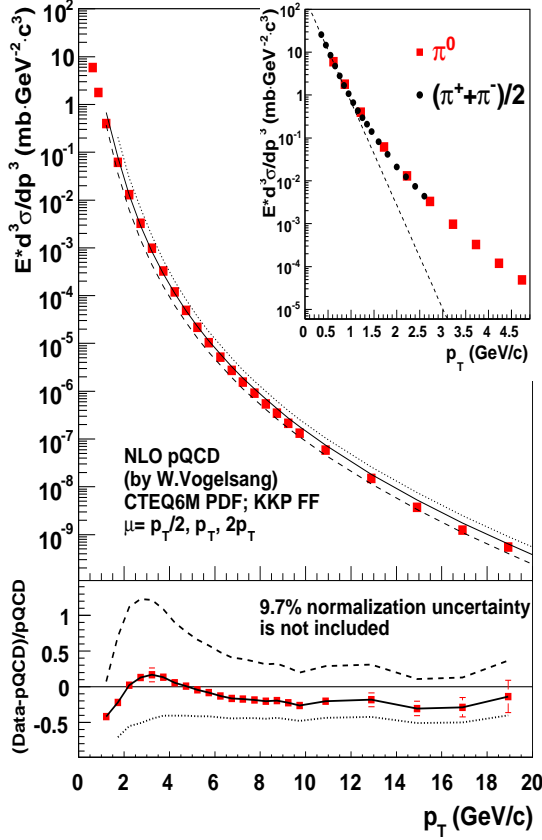 E*d³σ/dp³ (mb·GeV⁻²·c³)
10²
10
1
10⁻¹
10⁻²
10⁻³
10⁻⁴
10⁻⁵
10⁻⁶
10⁻⁷
10⁻⁸
10⁻⁹
NLO pQCD
(by W.Vogelsang)
CTEQ6M PDF; KKP FF
μ= p_T/2, p_T, 2p_T
E*d³σ/dp³ (mb·GeV⁻²·c³)
10²
10
1
10⁻¹
10⁻²
10⁻³
10⁻⁴
10⁻⁵
π⁰
(π⁺+π⁻)/2
0 0.5 1 1.5 2 2.5 3 3.5 4 4.5
p_T (GeV/c)
(Data-pQCD)/pQCD
1
0.5
0
-0.5
9.7% normalization uncertainty
is not included
0 2 4 6 8 10 12 14 16 18 20
p_T (GeV/c)